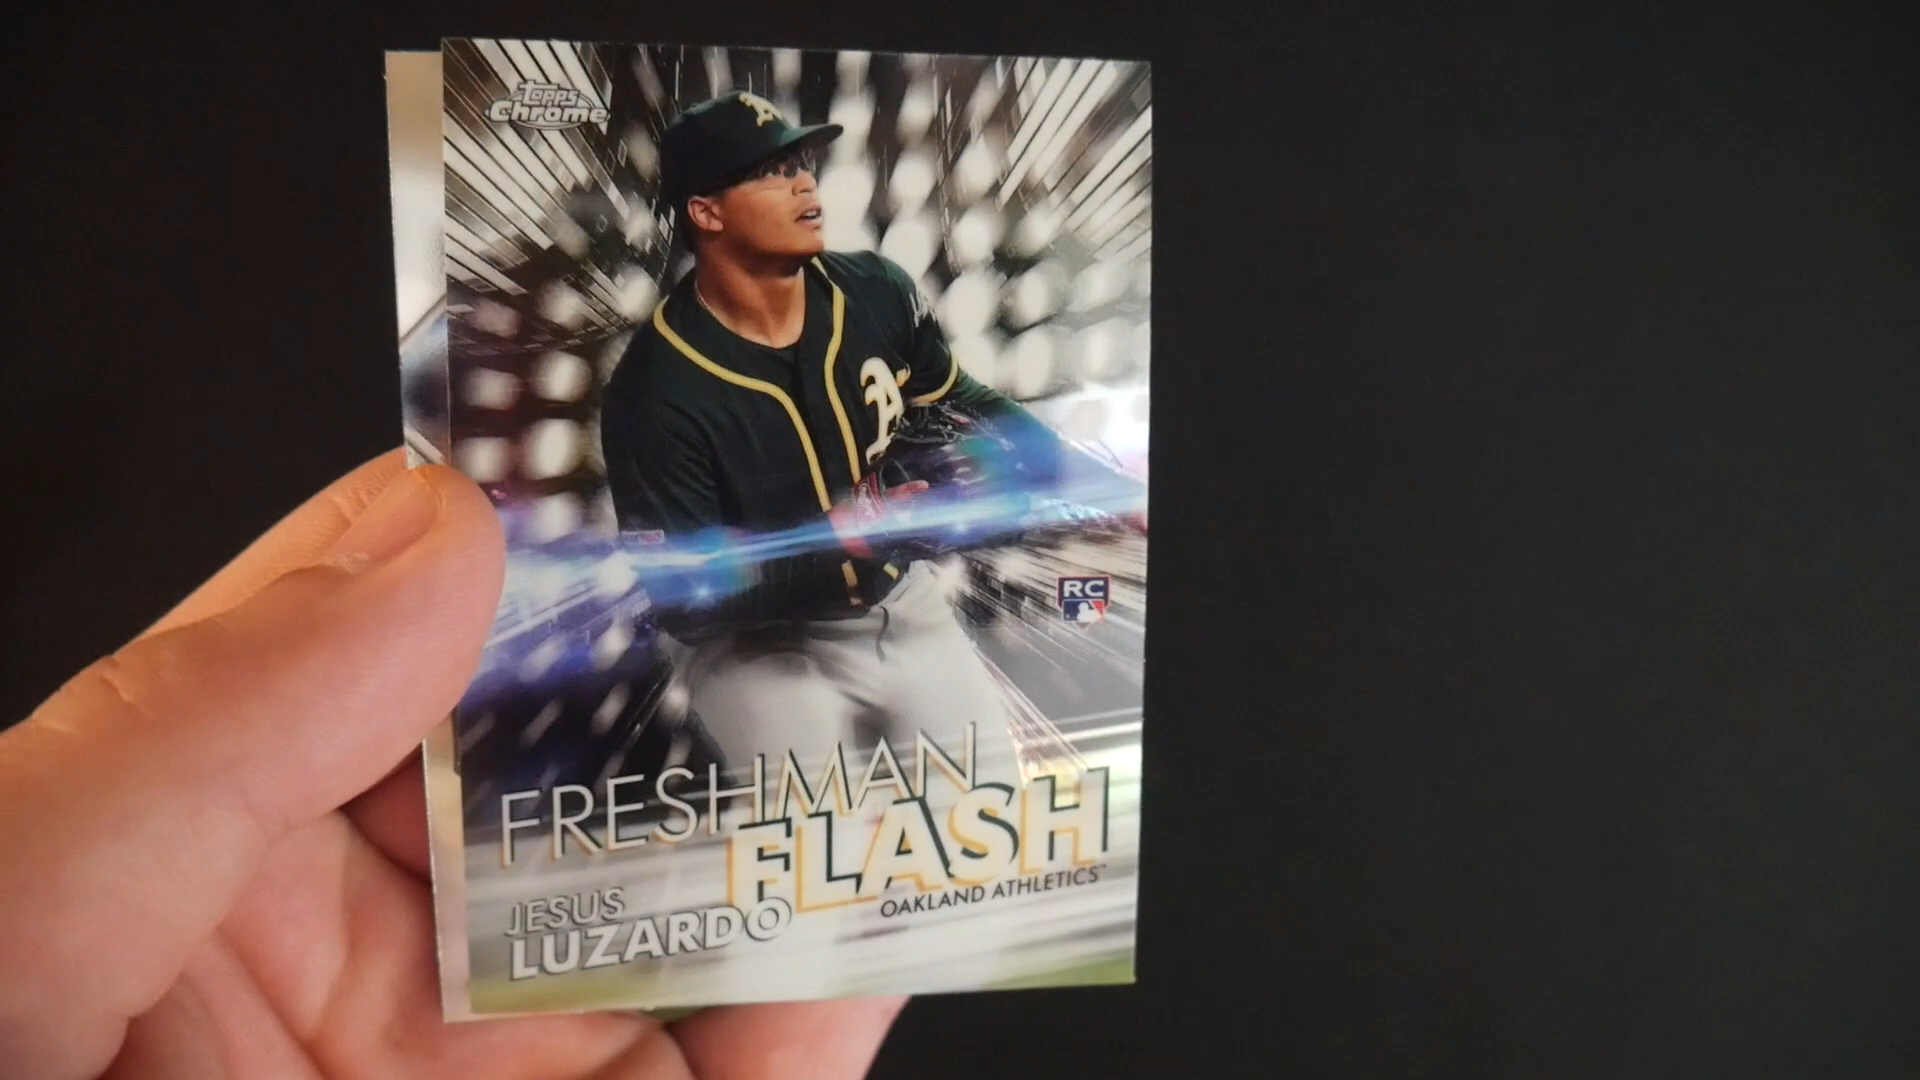 Topps
Chrome
A's
A's
RC
FRESHMAN
FLASH
OAKLAND ATHLETICS™
JESUS
LUZARDO